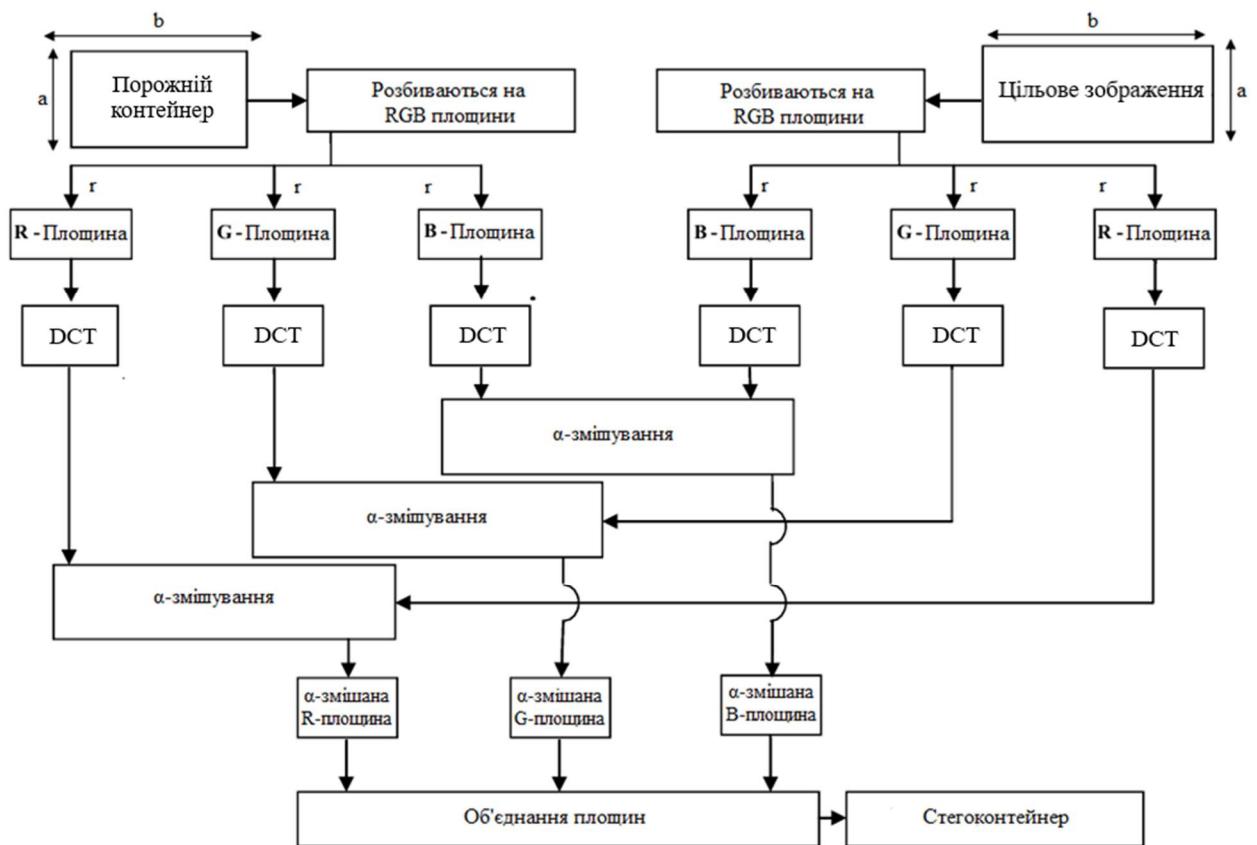 b
b
a
Порожній
контейнер
Розбиваються на
RGB площини
Розбиваються на
RGB площини
Цільове зображення
a
r
r
r
r
r
r
R - Площина
G - Площина
B - Площина
B - Площина
G - Площина
R - Площина
DCT
DCT
DCT
DCT
DCT
DCT
α-змішування
α-змішування
α-змішування
α-змішана
R-площина
α-змішана
G-площина
α-змішана
B-площина
Об'єднання площин
Стегоконтейнер